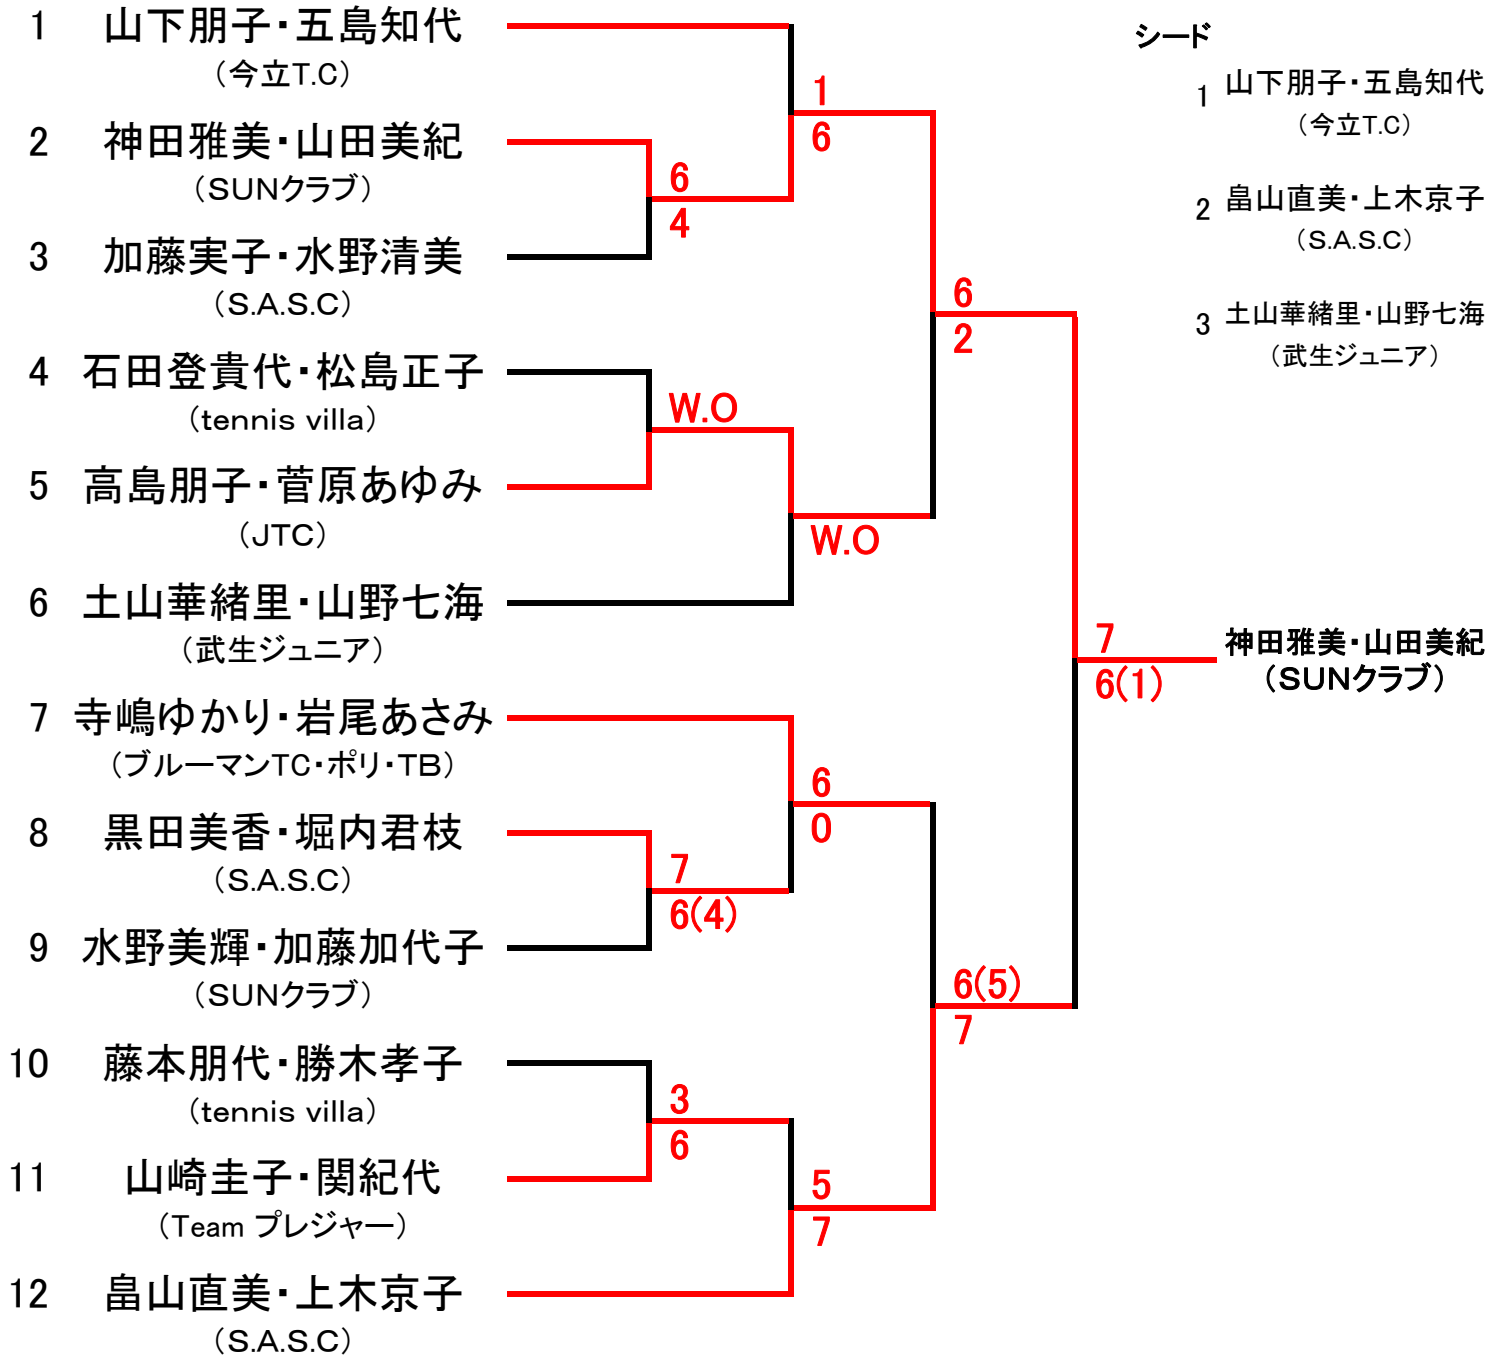 1 山下朋子・五島知代
（今立T.C）
2 神田雅美・山田美紀
（SUNクラブ）
3 加藤実子・水野清美
（S.A.S.C）
4 石田登貴代・松島正子
（tennis villa）
5 高島朋子・菅原あゆみ
（JTC）
6 土山華緒里・山野七海
（武生ジュニア）
7 寺嶋ゆかり・岩尾あさみ
（ブルーマンTC・ポリ・TB）
8 黒田美香・堀内君枝
（S.A.S.C）
9 水野美輝・加藤加代子
（SUNクラブ）
10 藤本朋代・勝木孝子
（tennis villa）
11 山崎圭子・関紀代
（Team プレジャー）
12 畠山直美・上木京子
（S.A.S.C）
6
4
W.O
7
6(4)
3
6
1
6
W.O
6
0
5
7
6
2
6(5)
7
7
6(1)
神田雅美・山田美紀
（SUNクラブ）
シード
1 山下朋子・五島知代
（今立T.C）
2 畠山直美・上木京子
（S.A.S.C）
3 土山華緒里・山野七海
（武生ジュニア）